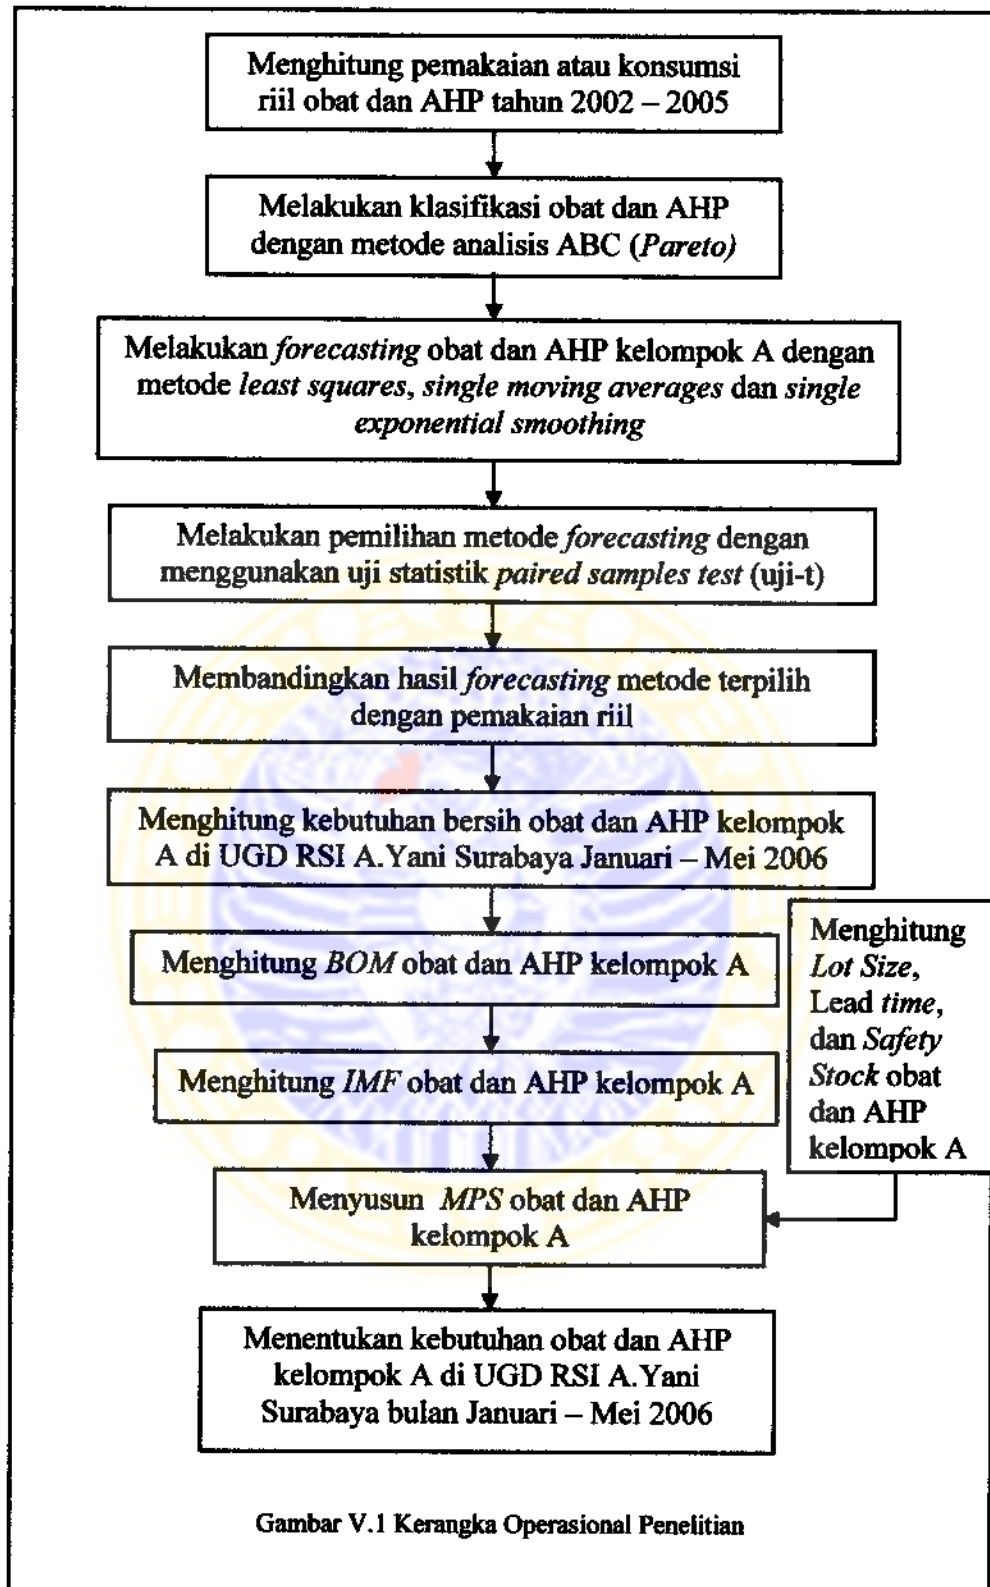 Menghitung pemakaian atau konsumsi
riil obat dan AHP tahun 2002 – 2005
Melakukan klasifikasi obat dan AHP
dengan metode analisis ABC (Pareto)
Melakukan forecasting obat dan AHP kelompok A dengan
metode least squares, single moving averages dan single
exponential smoothing
Melakukan pemilihan metode forecasting dengan
menggunakan uji statistik paired samples test (uji-t)
Membandingkan hasil forecasting metode terpilih
dengan pemakaian riil
Menghitung kebutuhan bersih obat dan AHP kelompok
A di UGD RSI A.Yani Surabaya Januari – Mei 2006
Menghitung BOM obat dan AHP kelompok A
Menghitung IMF obat dan AHP kelompok A
Menghitung
Lot Size,
Lead time,
dan Safety
Stock obat
dan AHP
kelompok A
Menyusun MPS obat dan AHP
kelompok A
Menentukan kebutuhan obat dan AHP
kelompok A di UGD RSI A.Yani
Surabaya bulan Januari – Mei 2006
Gambar V.1 Kerangka Operasional Penelitian